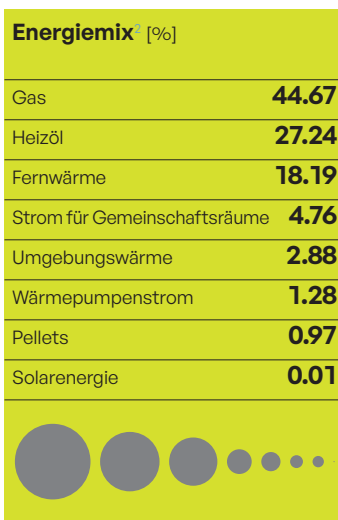 Energiemix² [%]
Gas 44.67
Heizöl 27.24
Fernwärme 18.19
Strom für Gemeinschaftsräume 4.76
Umgebungswärme 2.88
Wärmepumpenstrom 1.28
Pellets 0.97
Solarenergie 0.01